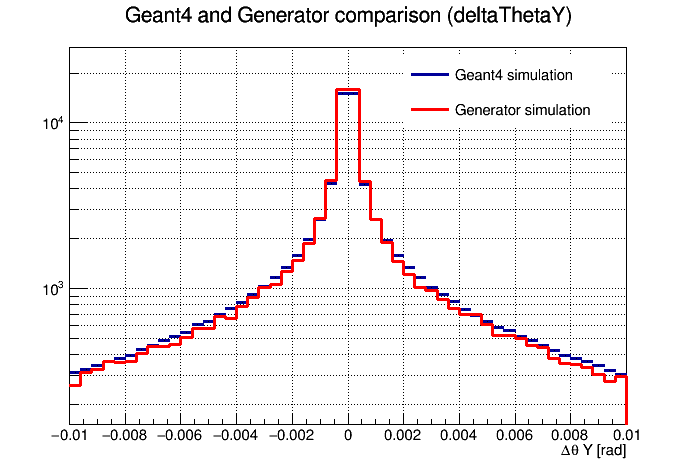 Geant4 and Generator comparison (deltaThetaY)
Geant4 simulation
Generator simulation
10⁴
10³
−0.01 −0.008 −0.006 −0.004 −0.002 0 0.002 0.004 0.006 0.008 0.01
Δθ Y [rad]